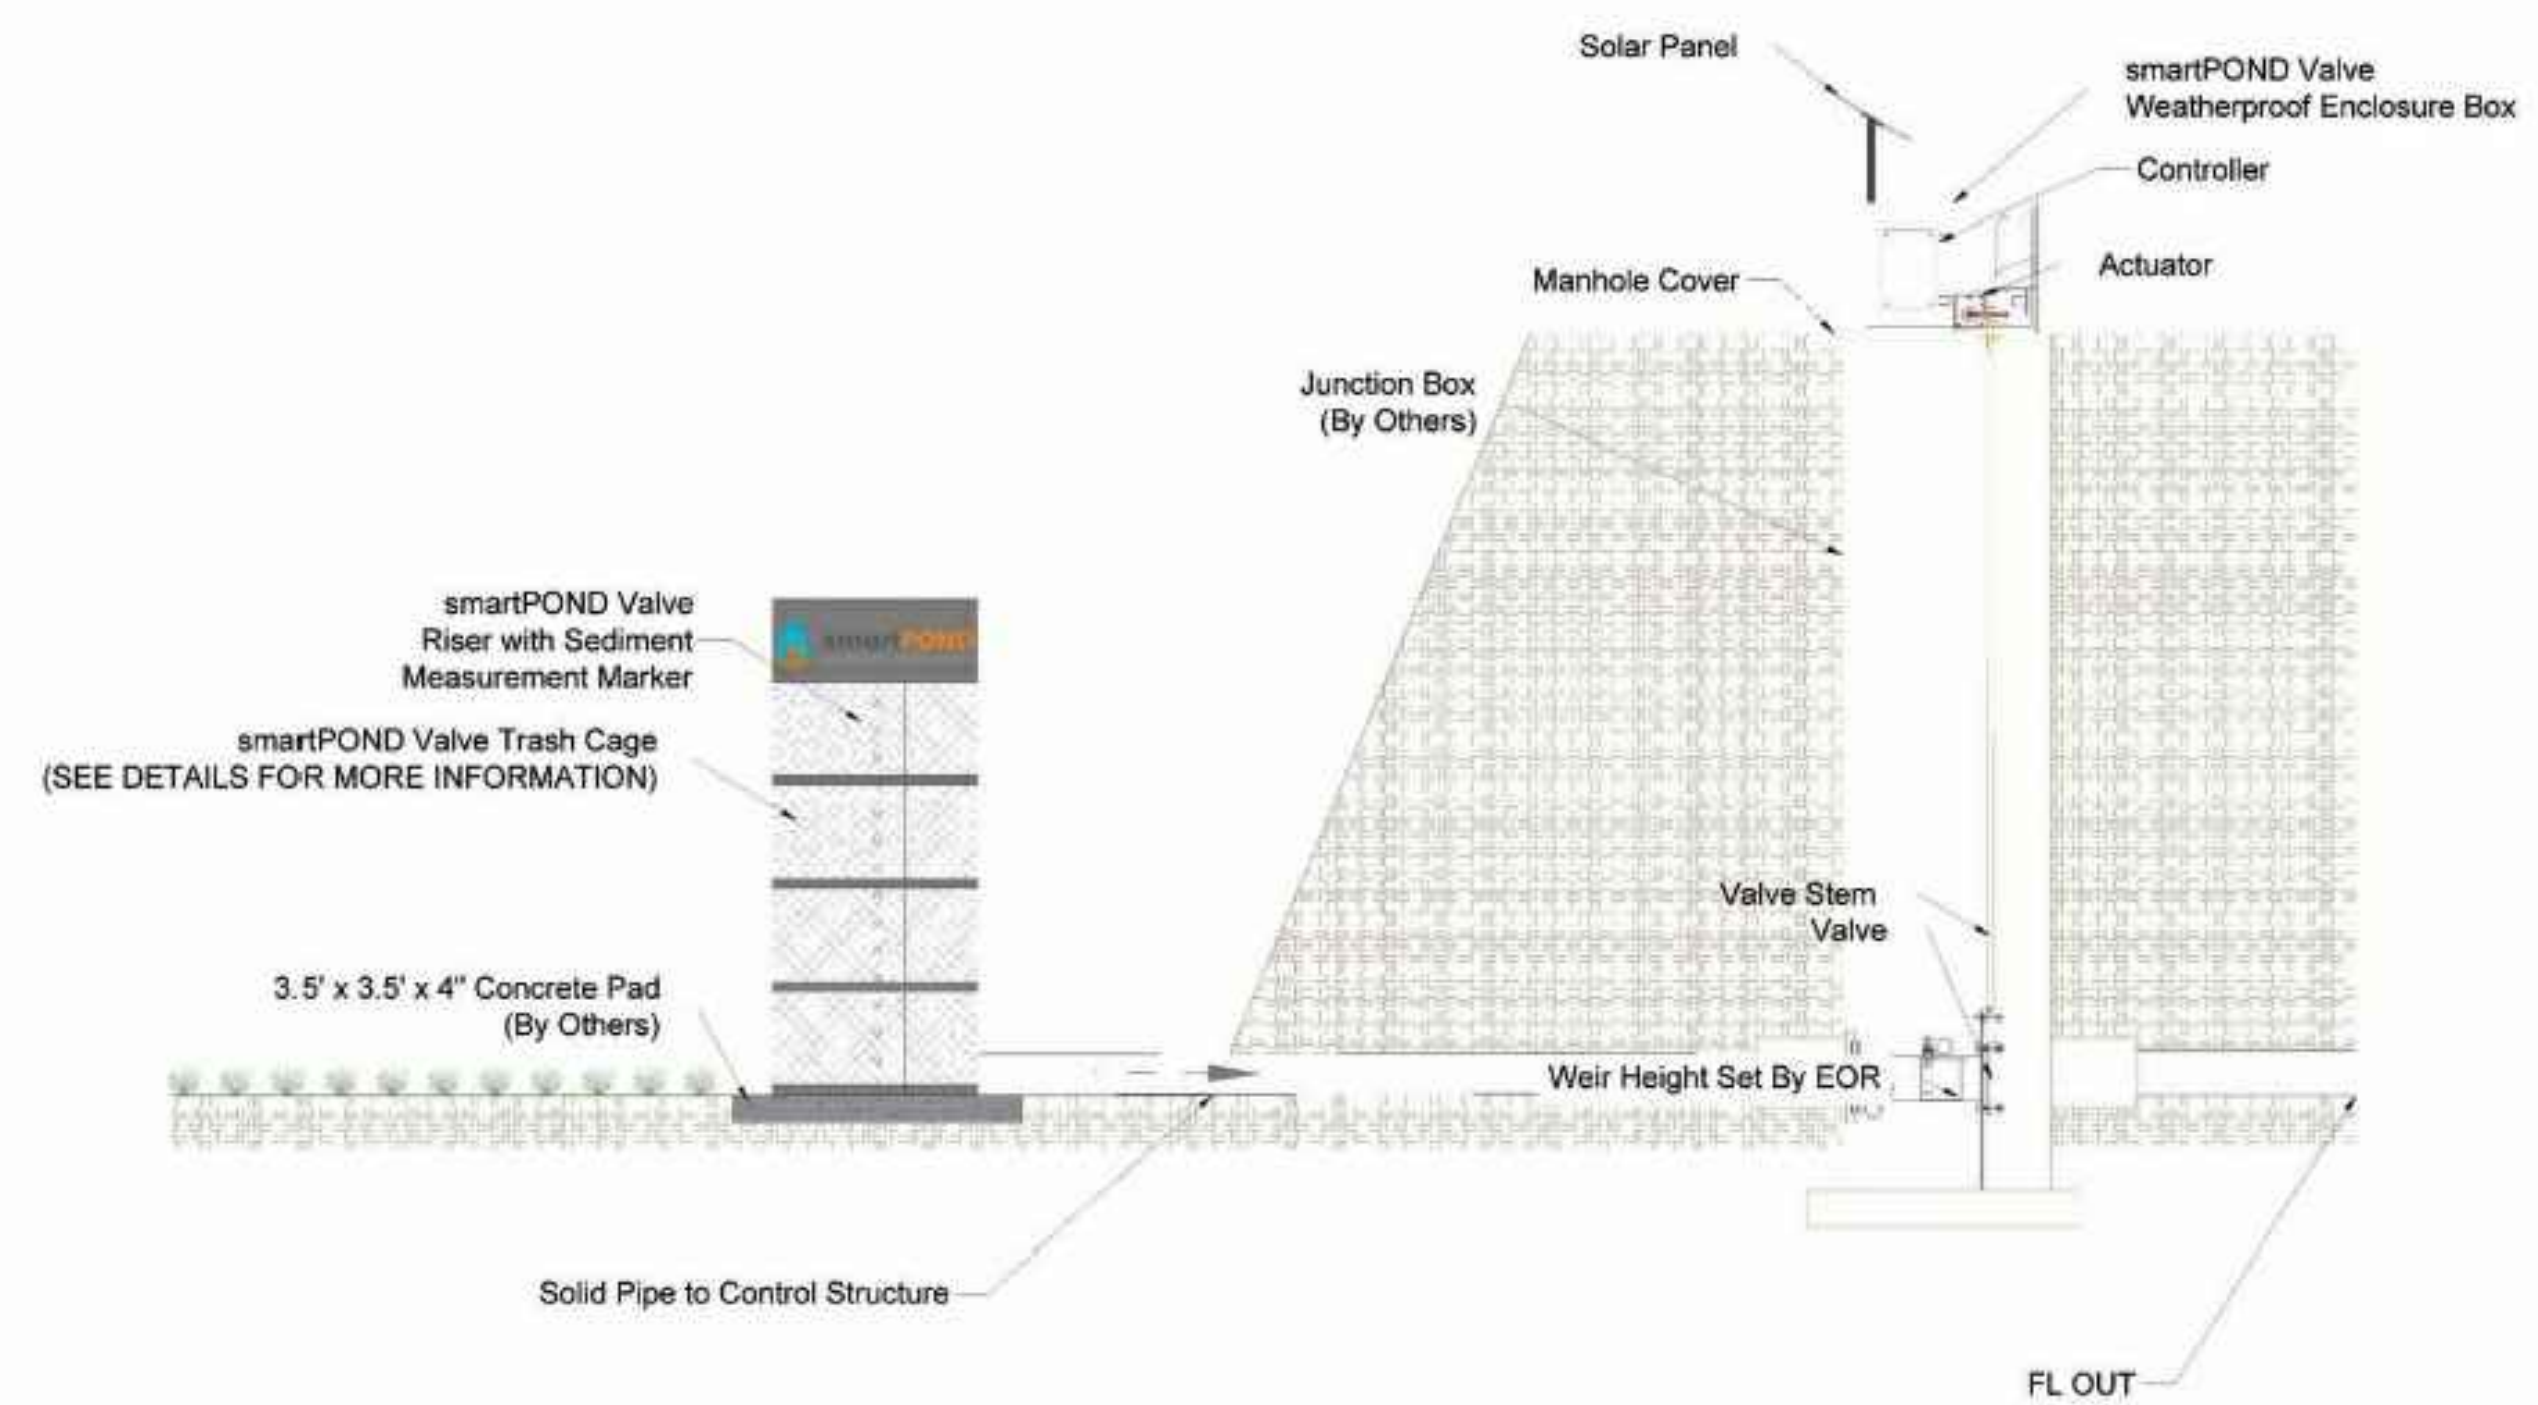 Solar Panel
smartPOND Valve
Weatherproof Enclosure Box
Controller
Actuator
Manhole Cover
Junction Box
(By Others)
smartPOND Valve
Riser with Sediment
Measurement Marker
smartPOND
smartPOND Valve Trash Cage
(SEE DETAILS FOR MORE INFORMATION)
Valve Stem
Valve
3.5' x 3.5' x 4" Concrete Pad
(By Others)
Weir Height Set By EOR
Solid Pipe to Control Structure
FL OUT